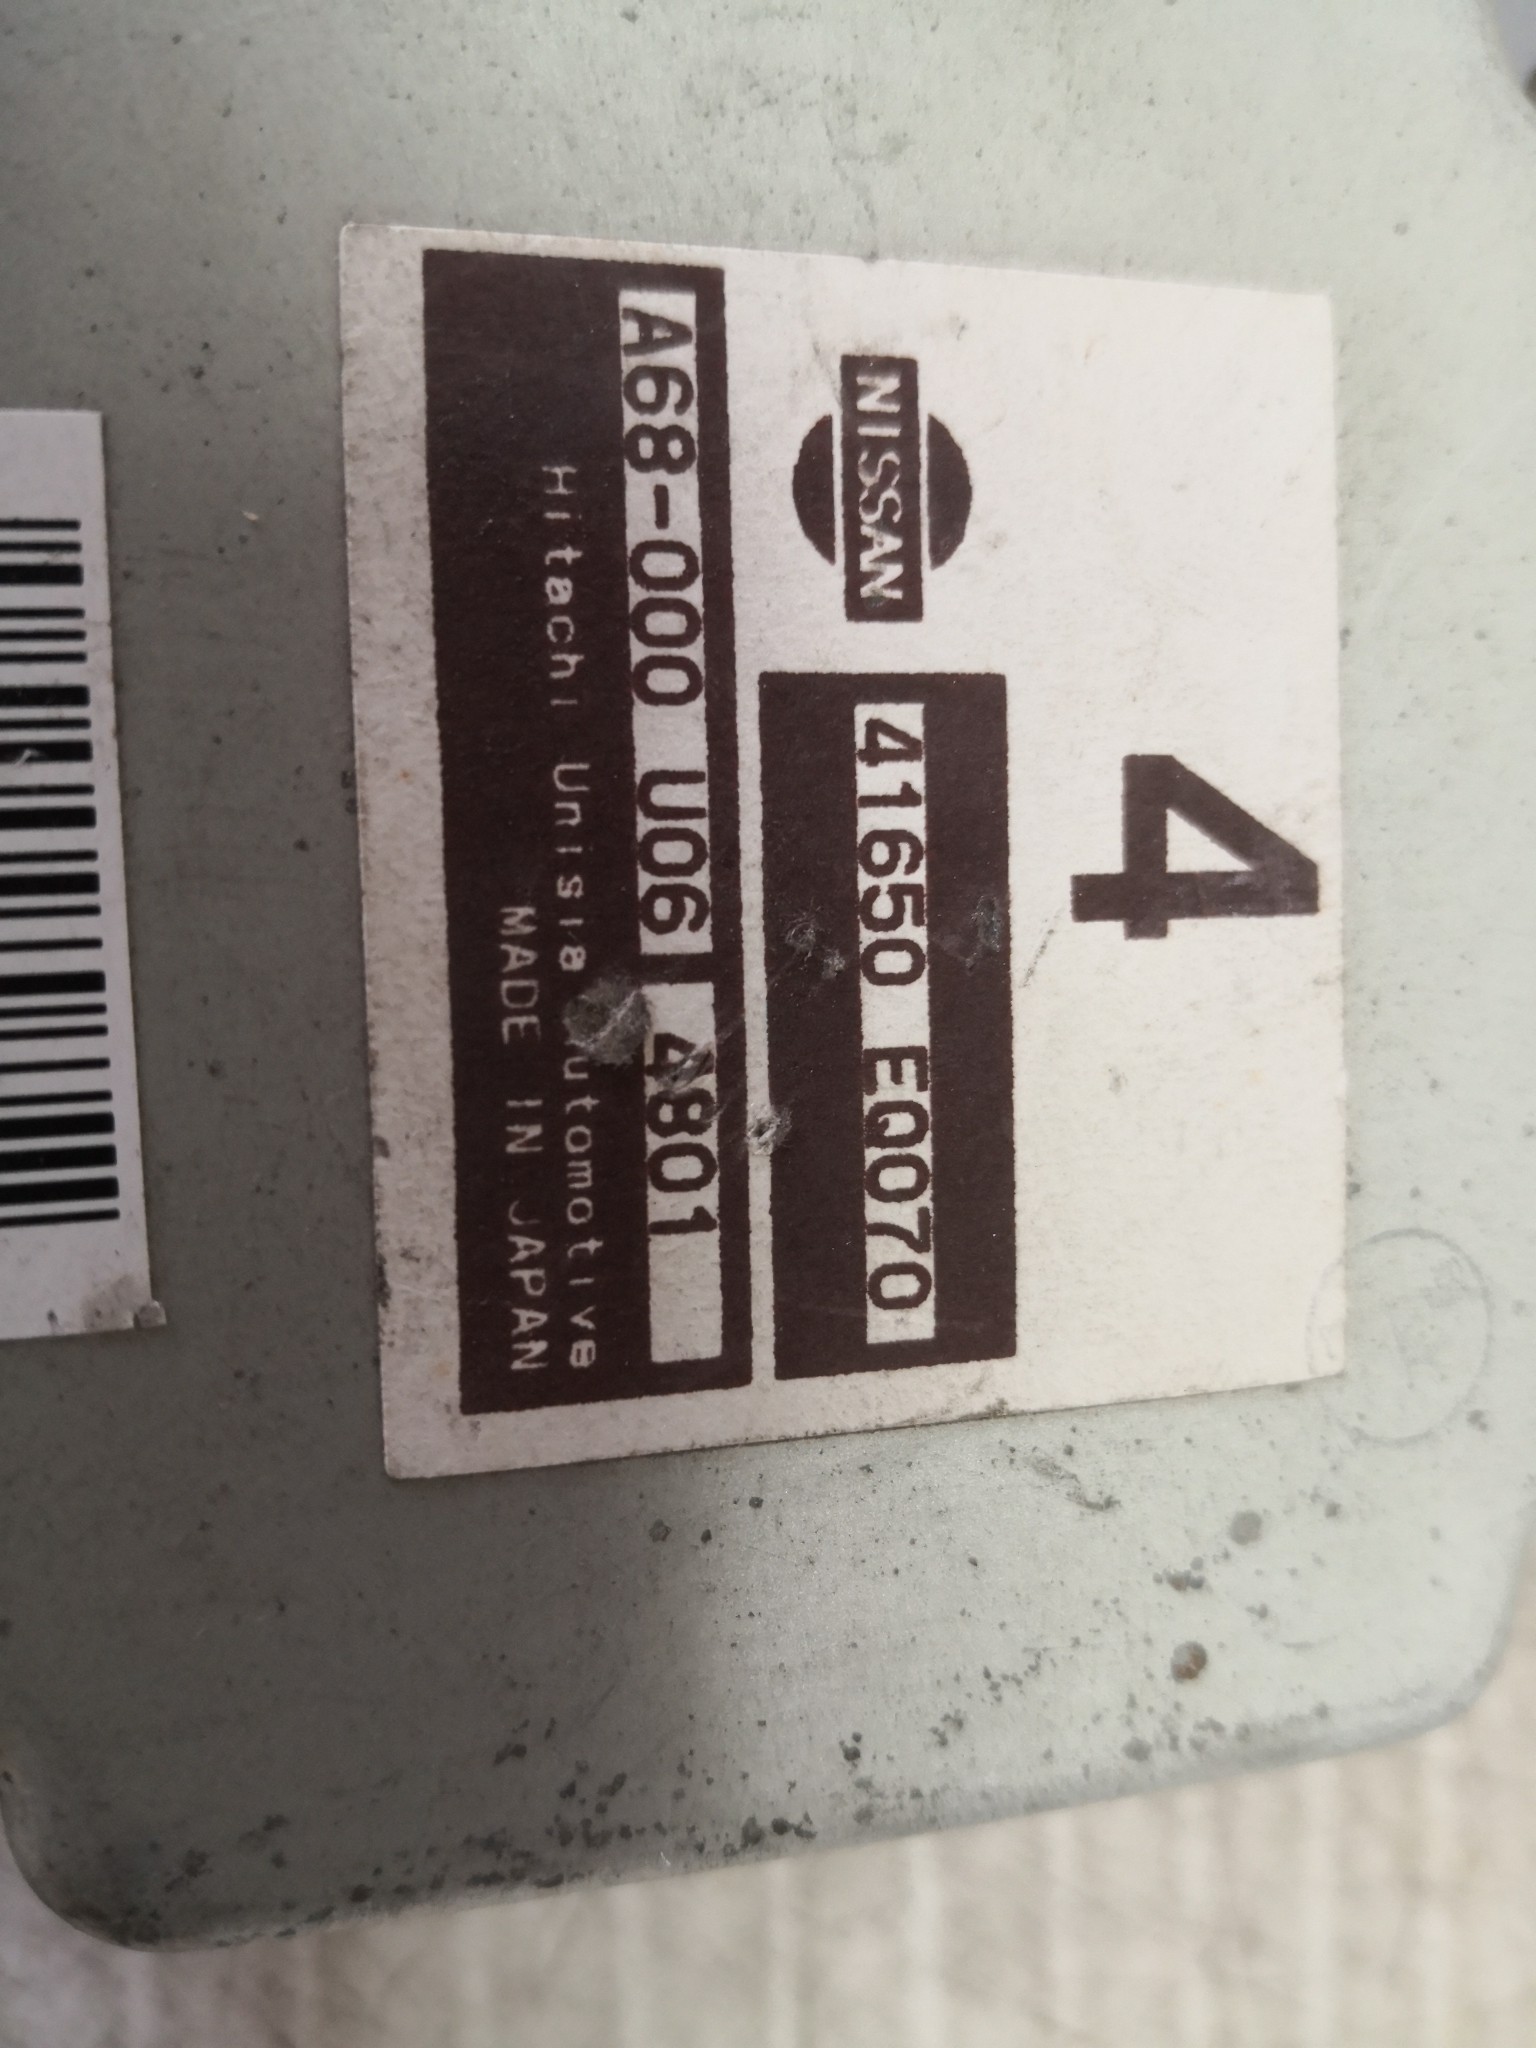 4
NISSAN
41650 EQ070
A68-000 U06 4801
Hitachi Unisia Automotive
MADE IN JAPAN